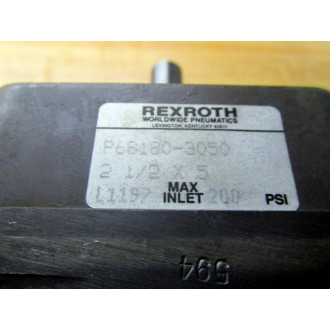 REXROTH
WORLDWIDE PNEUMATICS
LEXINGTON, KENTUCKY 40511
P68180-3050
2 1/2 X 5
L1197 MAX INLET 200 PSI
594